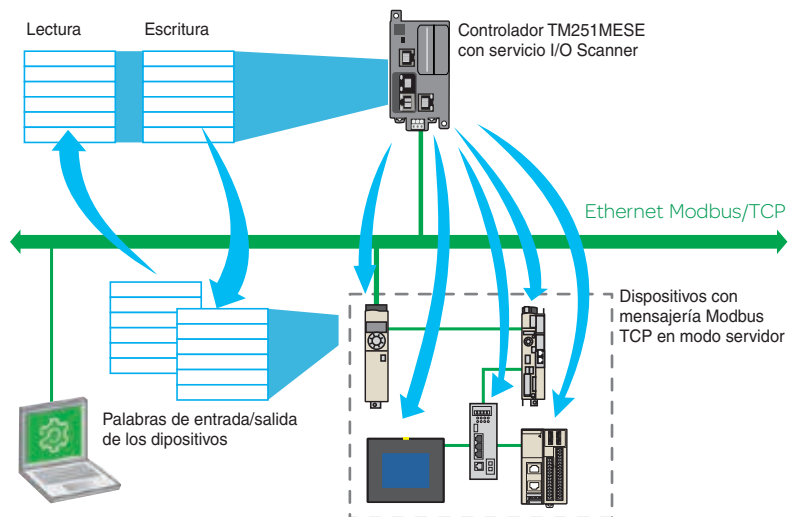 Lectura
Escritura
Controlador TM251MESE
con servicio I/O Scanner
Ethernet Modbus/TCP
Dispositivos con
mensajería Modbus
TCP en modo servidor
Palabras de entrada/salida
de los dipositivos